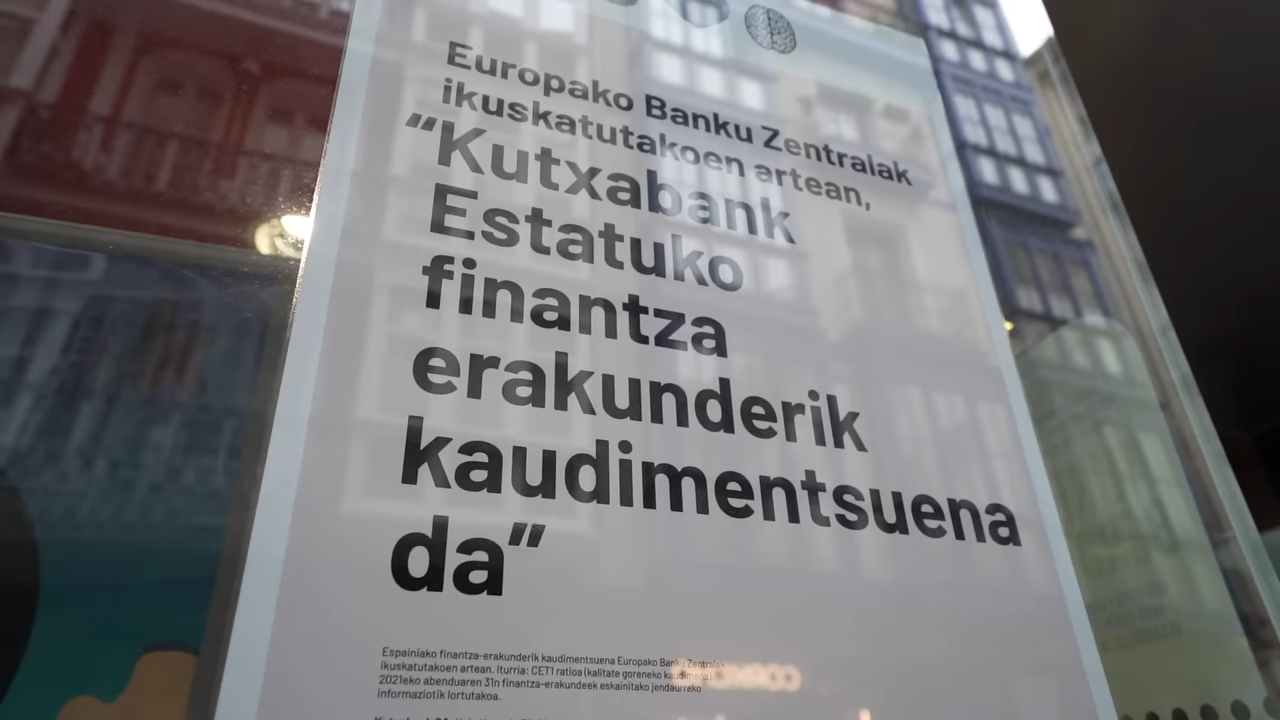 Europako Banku Zentralak
ikuskatutakoen artean,
“Kutxabank
Estatuko
finantza
erakunderik
kaudimentsuena
da”
Espainiako finantza-erakunderik kaudimentsuena Europako Banku Zentralak
ikuskatutakoen artean. Iturria: CET1 ratioa (kalitate goreneko kaudimena),
2021eko abenduaren 31n finantza-erakundeek eskainitako jendaurreko
informaziotik lortutakoa.